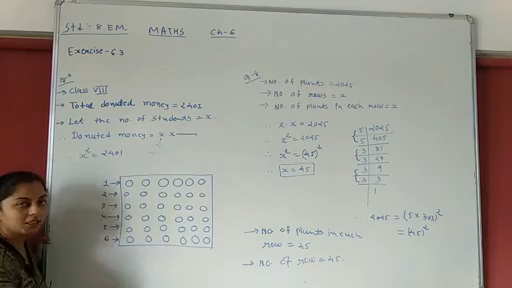 Std:- 8 EM MATHS Ch-6
Exercise-6.3
→ Class VIII
→ Total donated money = 2401
→ Let the no. of students = x.
∴ Donated money = x x
∴ x² = 2401
1→
2→
3→
4→
5→
6→
→ No. of plants = 2025
→ No. of rows = x
→ No. of plants in each row = x
∴ x . x = 2025
∴ x² = 2025
∴ x² = (45)²
∴ x = 45
5 2025
5 405
3 81
3 27
3 9
3 3
1
∴ 2025 = (5 x 3x3)²
= (45)²
→ No of plants in each
row = 45
→ No. of row = 45.